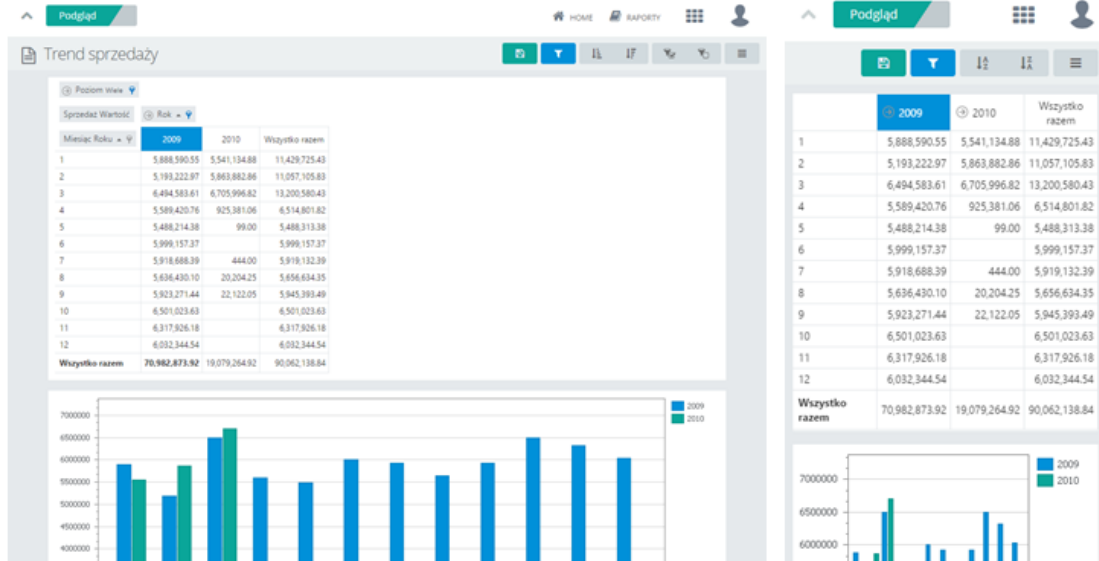 Podgląd HOME RAPORTY
Trend sprzedaży
Poziom
Sprzedaż Wartość Rok
Miesiąc Roku 2009 2010 Wszystko razem
1 5,888,590.55 5,541,134.88 11,429,725.43
2 5,193,222.97 5,863,882.86 11,057,105.83
3 6,494,583.61 6,705,996.82 13,200,580.43
4 5,589,420.76 925,381.06 6,514,801.82
5 5,488,214.38 99.00 5,488,313.38
6 5,999,157.37 5,999,157.37
7 5,918,688.39 444.00 5,919,132.39
8 5,636,430.10 20,204.25 5,656,634.35
9 5,923,271.44 22,122.05 5,945,393.49
10 6,501,023.63 6,501,023.63
11 6,317,926.18 6,317,926.18
12 6,032,344.54 6,032,344.54
Wszystko razem 70,982,873.92 19,079,264.92 90,062,138.84
2009
2010
7000000
6500000
6000000
5500000
5000000
4500000
4000000
Podgląd
2009 2010 Wszystko
razem
1 5,888,590.55 5,541,134.88 11,429,725.43
2 5,193,222.97 5,863,882.86 11,057,105.83
3 6,494,583.61 6,705,996.82 13,200,580.43
4 5,589,420.76 925,381.06 6,514,801.82
5 5,488,214.38 99.00 5,488,313.38
6 5,999,157.37 5,999,157.37
7 5,918,688.39 444.00 5,919,132.39
8 5,636,430.10 20,204.25 5,656,634.35
9 5,923,271.44 22,122.05 5,945,393.49
10 6,501,023.63 6,501,023.63
11 6,317,926.18 6,317,926.18
12 6,032,344.54 6,032,344.54
Wszystko
razem 70,982,873.92 19,079,264.92 90,062,138.84
2009
2010
7000000
6500000
6000000